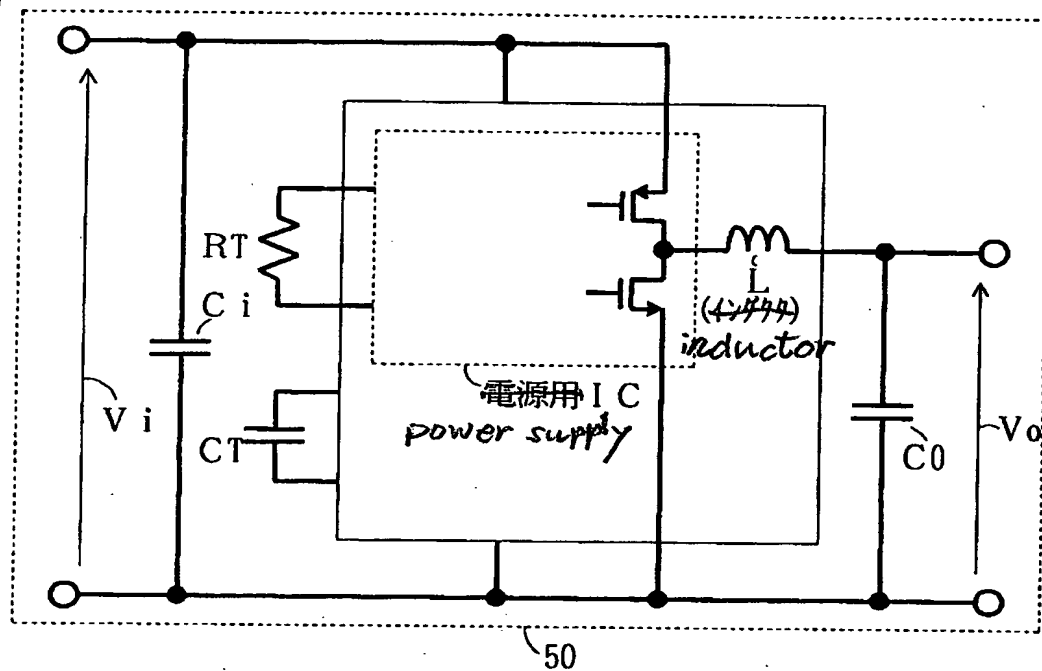 RT
C i
V i
CT
L
(インダクタ)
inductor
電源用IC
power supply
C0
Vo
50